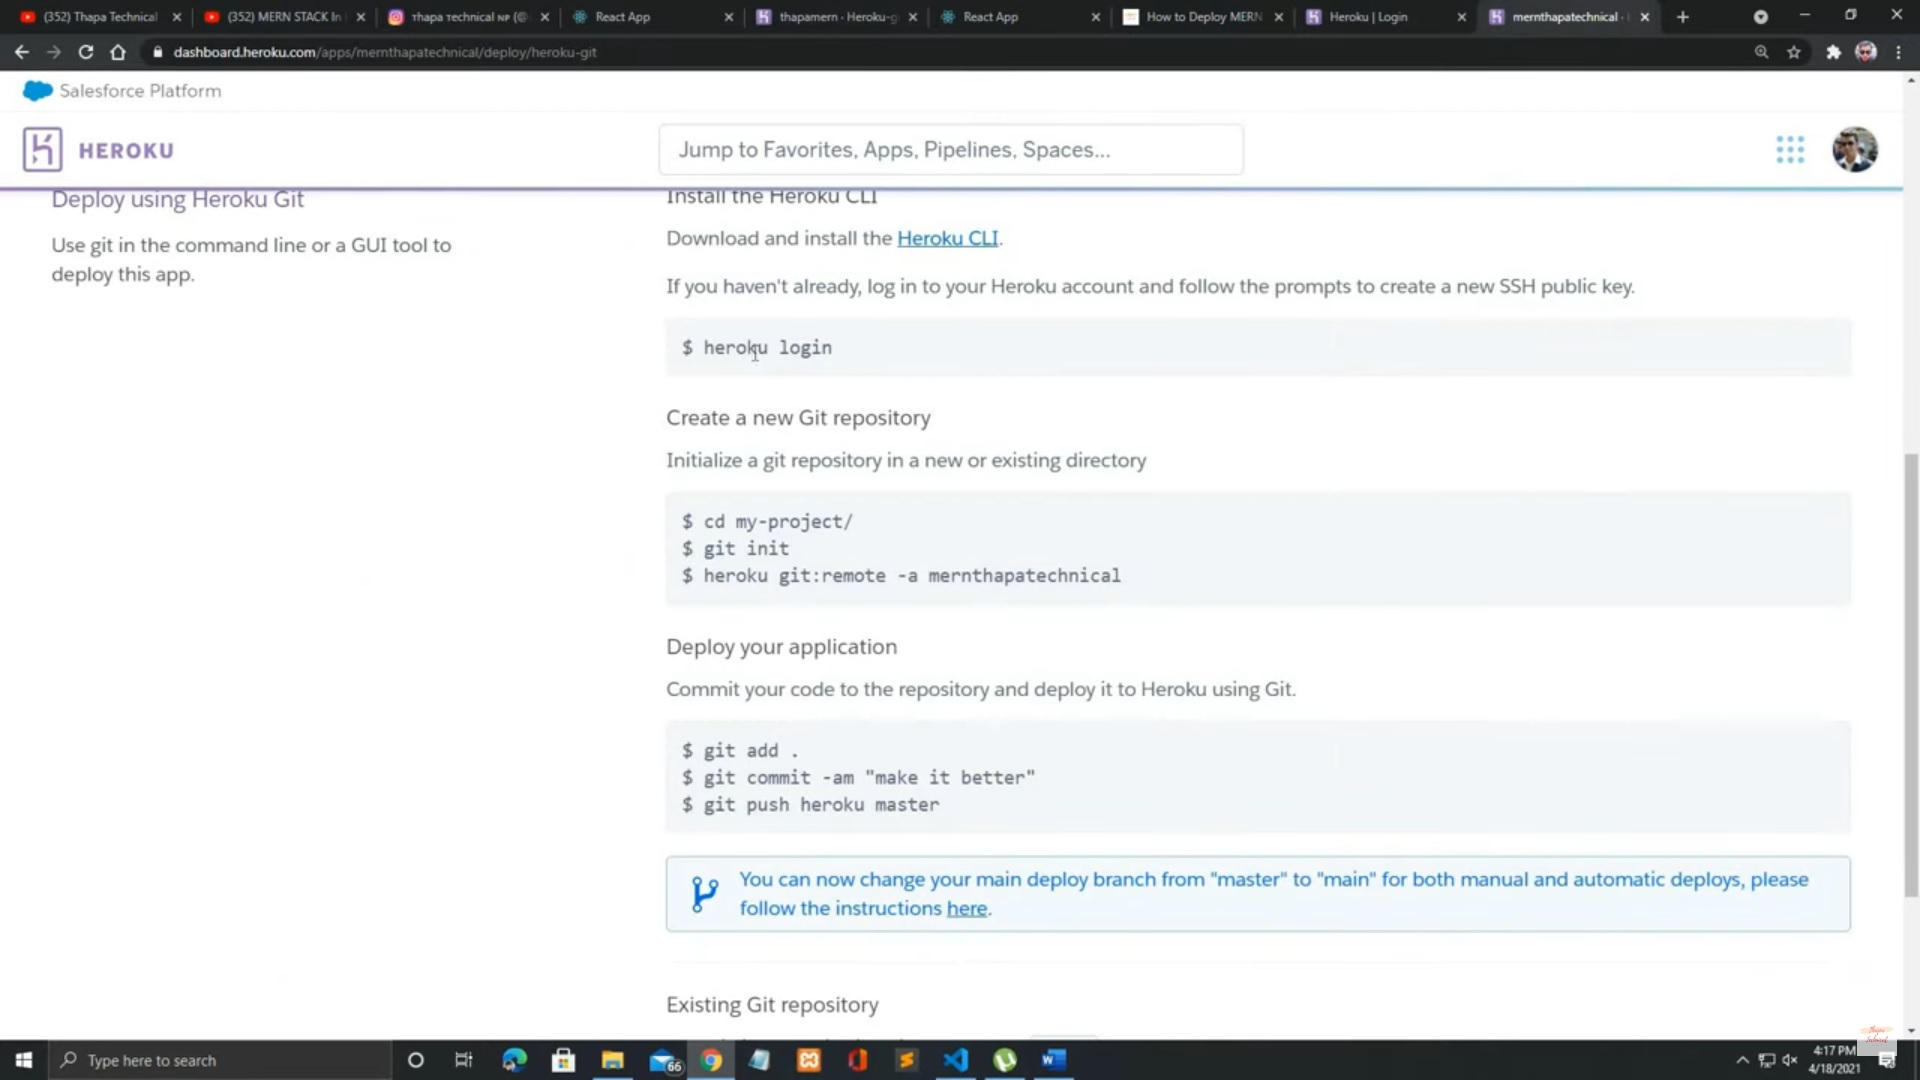 (352) Thapa Technical
(352) MERN STACK In
Thapa Technical NP (@
React App
thapamern · Heroku-g
React App
How to Deploy MERN
Heroku | Login
mernthapatechnical ·
dashboard.heroku.com/apps/mernthapatechnical/deploy/heroku-git
Salesforce Platform
HEROKU
Jump to Favorites, Apps, Pipelines, Spaces...
Deploy using Heroku Git
Use git in the command line or a GUI tool to
deploy this app.
Install the Heroku CLI
Download and install the Heroku CLI.
If you haven't already, log in to your Heroku account and follow the prompts to create a new SSH public key.
$ heroku login
Create a new Git repository
Initialize a git repository in a new or existing directory
$ cd my-project/
$ git init
$ heroku git:remote -a mernthapatechnical
Deploy your application
Commit your code to the repository and deploy it to Heroku using Git.
$ git add .
$ git commit -am "make it better"
$ git push heroku master
You can now change your main deploy branch from "master" to "main" for both manual and automatic deploys, please
follow the instructions here.
Existing Git repository
Type here to search
66
4:17 PM
4/18/2021